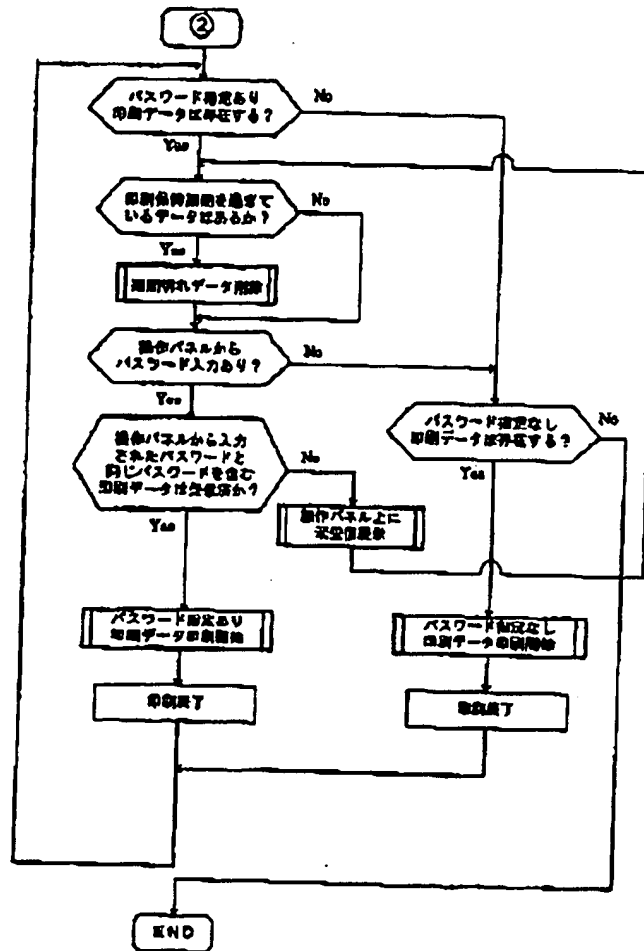 ②
パスワード指定あり
印刷データは存在する？
No
Yes
印刷保持期間を過ぎて
いるデータはあるか？
No
Yes
期間切れデータ削除
操作パネルから
パスワード入力あり？
No
Yes
パスワード指定なし
印刷データは存在する？
No
Yes
操作パネルから入力
されたパスワードと
同じパスワードを含む
印刷データは受信済か？
No
Yes
操作パネル上に
未受信表示
パスワード指定あり
印刷データ印刷開始
パスワード指定なし
印刷データ印刷開始
印刷終了
印刷終了
END